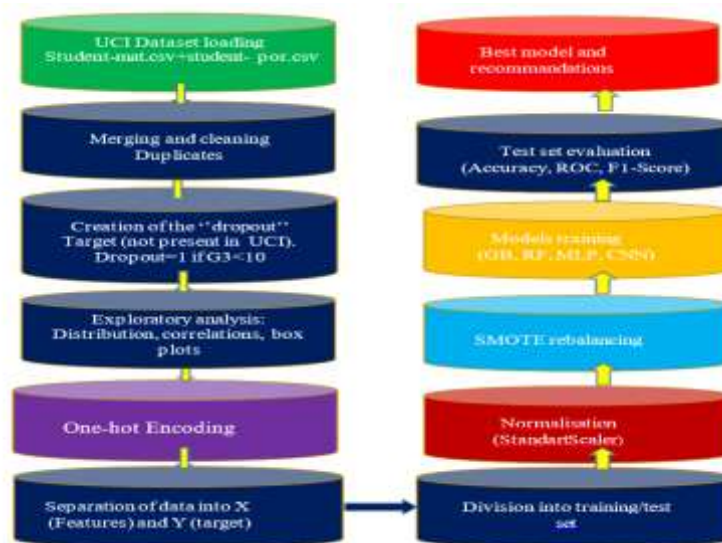 UCI Dataset loading
Student-mat.csv+student- por.csv
Merging and cleaning
Duplicates
Creation of the ‘‘dropout’’
Target (not present in UCI).
Dropout=1 if G3<10
Exploratory analysis:
Distribution, correlations, box
plots
One-hot Encoding
Separation of data into X
(Features) and Y (target)
Division into training/test
set
Normalisation
(StandartScaler)
SMOTE rebalancing
Models training
(GB, RF, MLP, CNN)
Test set evaluation
(Accuracy, ROC, F1-Score)
Best model and
recommandations